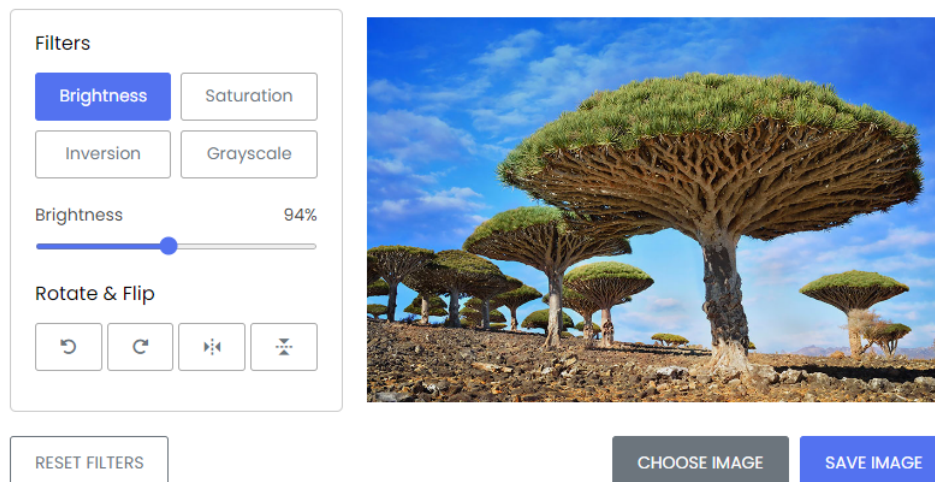 Filters
Brightness Saturation
Inversion Grayscale
Brightness 94%
Rotate & Flip
RESET FILTERS CHOOSE IMAGE SAVE IMAGE